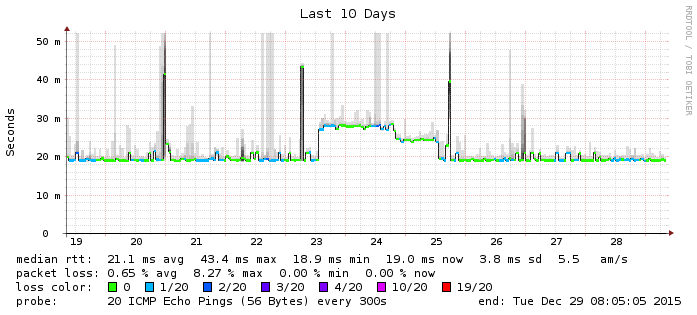 Last 10 Days
RRDTOOL / TOBI OETIKER
Seconds
50 m
40 m
30 m
20 m
10 m
0
19 20 21 22 23 24 25 26 27 28
median rtt: 21.1 ms avg 43.4 ms max 18.9 ms min 19.0 ms now 3.8 ms sd 5.5 am/s
packet loss: 0.65 % avg 8.27 % max 0.00 % min 0.00 % now
loss color: 0 1/20 2/20 3/20 4/20 10/20 19/20
probe: 20 ICMP Echo Pings (56 Bytes) every 300s end: Tue Dec 29 08:05:05 2015